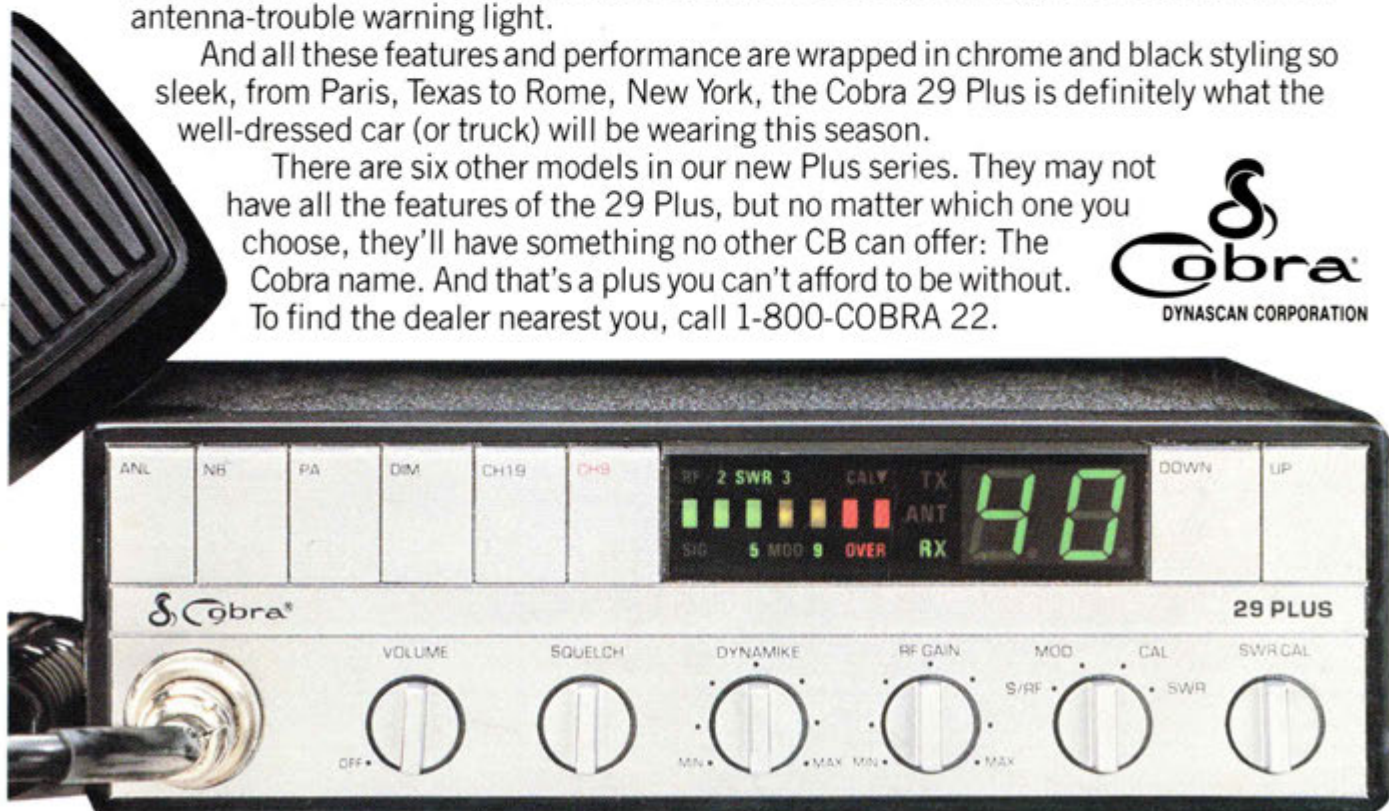 antenna-trouble warning light.
And all these features and performance are wrapped in chrome and black styling so
sleek, from Paris, Texas to Rome, New York, the Cobra 29 Plus is definitely what the
well-dressed car (or truck) will be wearing this season.
There are six other models in our new Plus series. They may not
have all the features of the 29 Plus, but no matter which one you
choose, they'll have something no other CB can offer: The
Cobra name. And that's a plus you can't afford to be without.
To find the dealer nearest you, call 1-800-COBRA 22.
Cobra
DYNASCAN CORPORATION
ANL NB PA DIM CH19 CH9
RF 2 SWR 3 CAL▼ TX
ANT
SIG 5 MOD 9 OVER RX
40
DOWN UP
Cobra®
29 PLUS
VOLUME SQUELCH DYNAMIKE RF GAIN MOD CAL SWR CAL
S/RF SWR
OFF MIN MAX MIN MAX